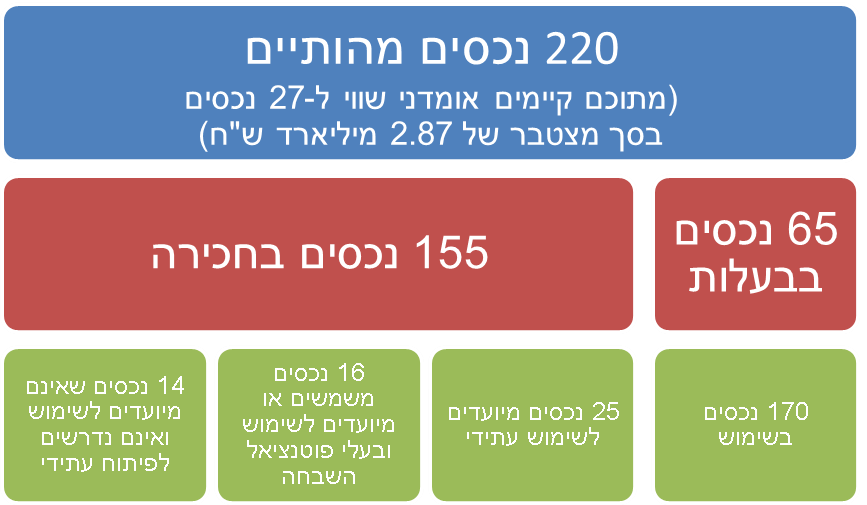 220 נכסים מהותיים
(מתוכם קיימים אומדני שווי ל-27 נכסים
בסך מצטבר של 2.87 מיליארד ש"ח)
65 נכסים
בבעלות
155 נכסים בחכירה
170 נכסים
בשימוש
25 נכסים מיועדים
לשימוש עתידי
16 נכסים
משמשים או
מיועדים לשימוש
ובעלי פוטנציאל
השבחה
14 נכסים שאינם
מיועדים לשימוש
ואינם נדרשים
לפיתוח עתידי